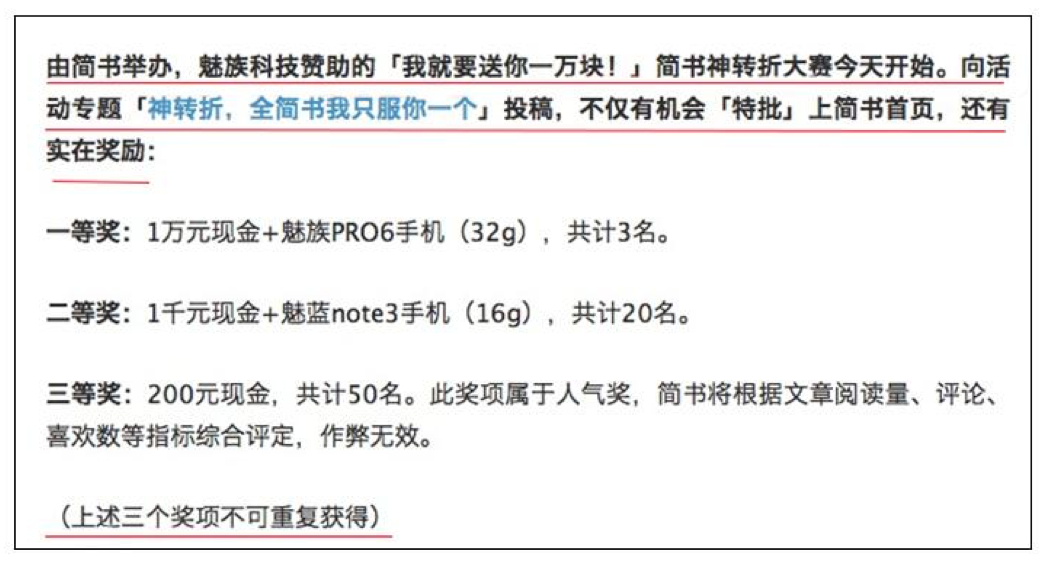 由简书举办，魅族科技赞助的「我就要送你一万块！」简书神转折大赛今天开始。向活
动专题「神转折，全简书我只服你一个」投稿，不仅有机会「特批」上简书首页，还有
实在奖励：
一等奖：1万元现金+魅族PRO6手机（32g），共计3名。
二等奖：1千元现金+魅蓝note3手机（16g），共计20名。
三等奖：200元现金，共计50名。此奖项属于人气奖，简书将根据文章阅读量、评论、
喜欢数等指标综合评定，作弊无效。
（上述三个奖项不可重复获得）